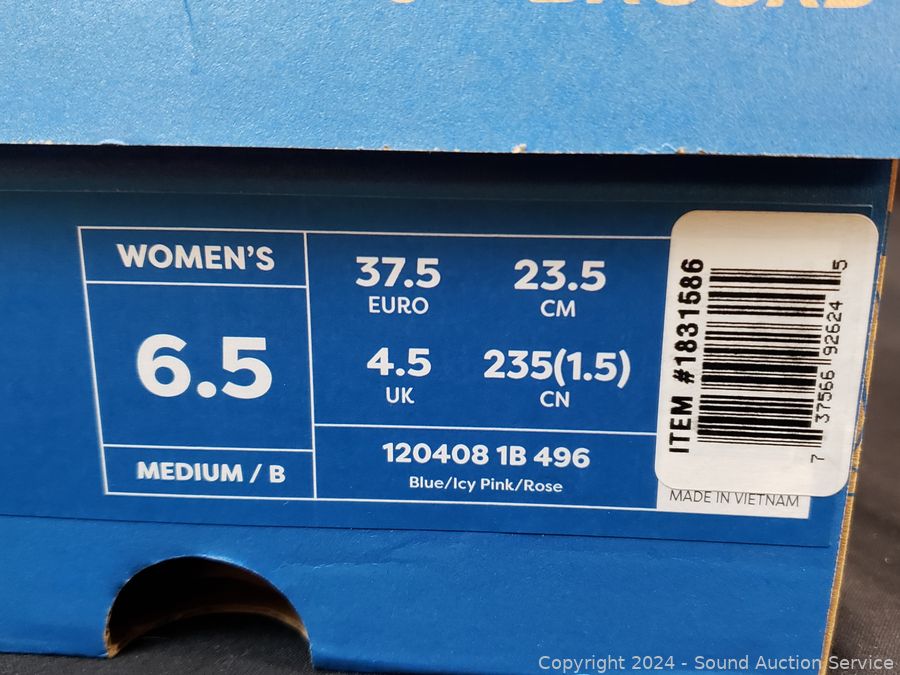 WOMEN'S
6.5
MEDIUM / B
37.5
EURO
23.5
CM
4.5
UK
235(1.5)
CN
120408 1B 496
Blue/Icy Pink/Rose
ITEM #1831586
7 37566 92624 5
MADE IN VIETNAM
Copyright 2024 - Sound Auction Service